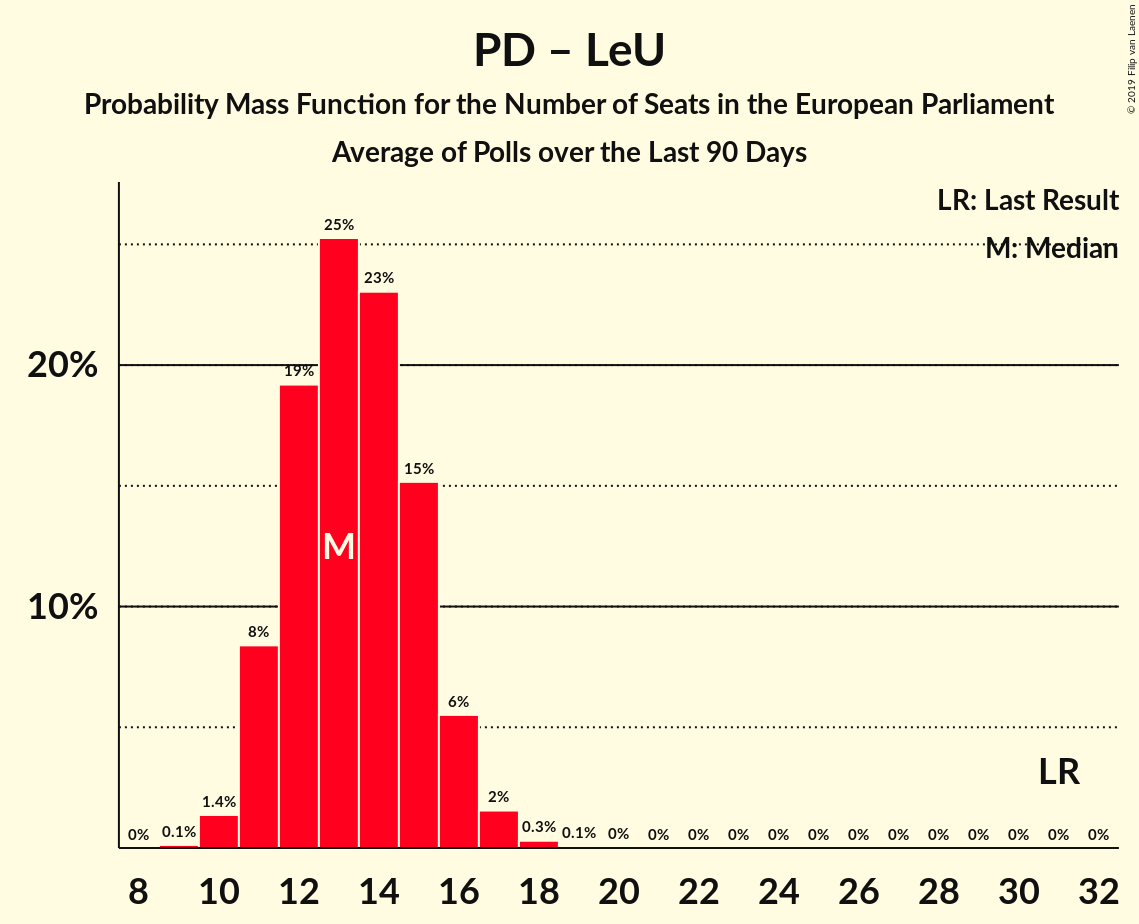 © 2019 Filip van Laenen
PD – LeU
Probability Mass Function for the Number of Seats in the European Parliament
Average of Polls over the Last 90 Days
LR: Last Result
M: Median
25%
23%
20%
19%
15%
M
10%
8%
6%
LR
1.4%
2%
0% 0.1% 0.3% 0.1% 0% 0% 0% 0% 0% 0% 0% 0% 0% 0% 0% 0% 0%
8 10 12 14 16 18 20 22 24 26 28 30 32